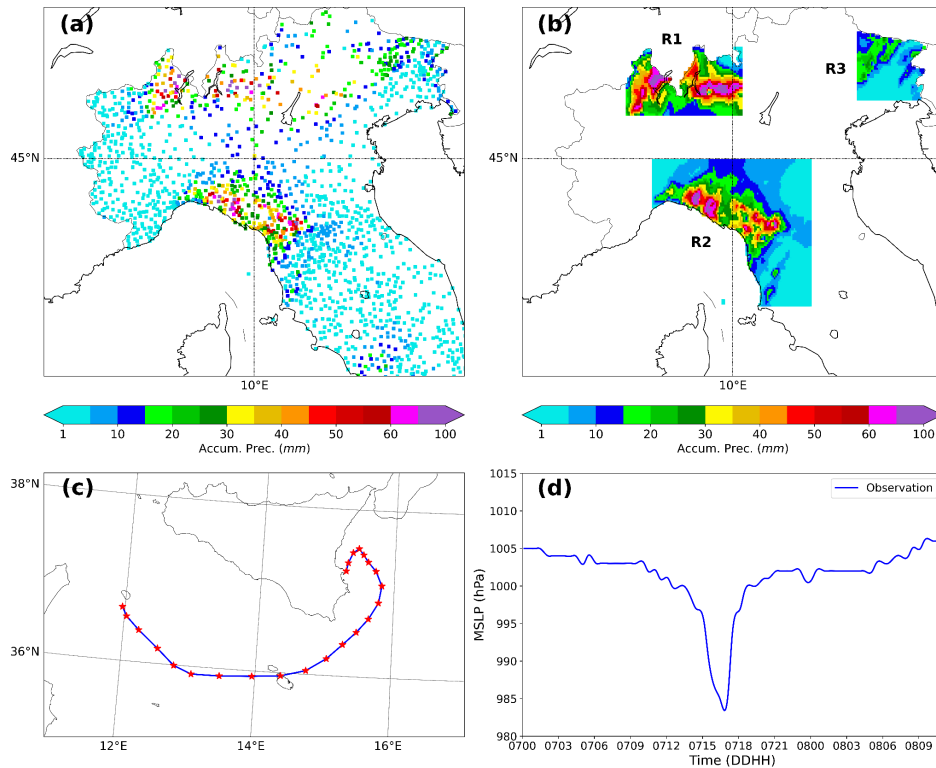 (a)
45°N
10°E
1 10 20 30 40 50 60 100
Accum. Prec. (mm)
(b)
R1
R3
45°N
R2
10°E
1 10 20 30 40 50 60 100
Accum. Prec. (mm)
(c)
38°N
36°N
12°E 14°E 16°E
(d)
Observation
MSLP (hPa)
1015
1010
1005
1000
995
990
985
980
0700 0703 0706 0709 0712 0715 0718 0721 0800 0803 0806 0809
Time (DDHH)